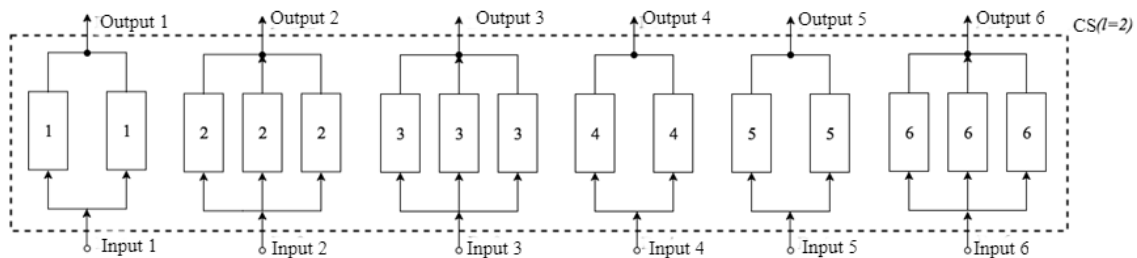 Output 1 Output 2 Output 3 Output 4 Output 5 Output 6
CS(l=2)
1 1 2 2 2 3 3 3 4 4 5 5 6 6 6
Input 1 Input 2 Input 3 Input 4 Input 5 Input 6